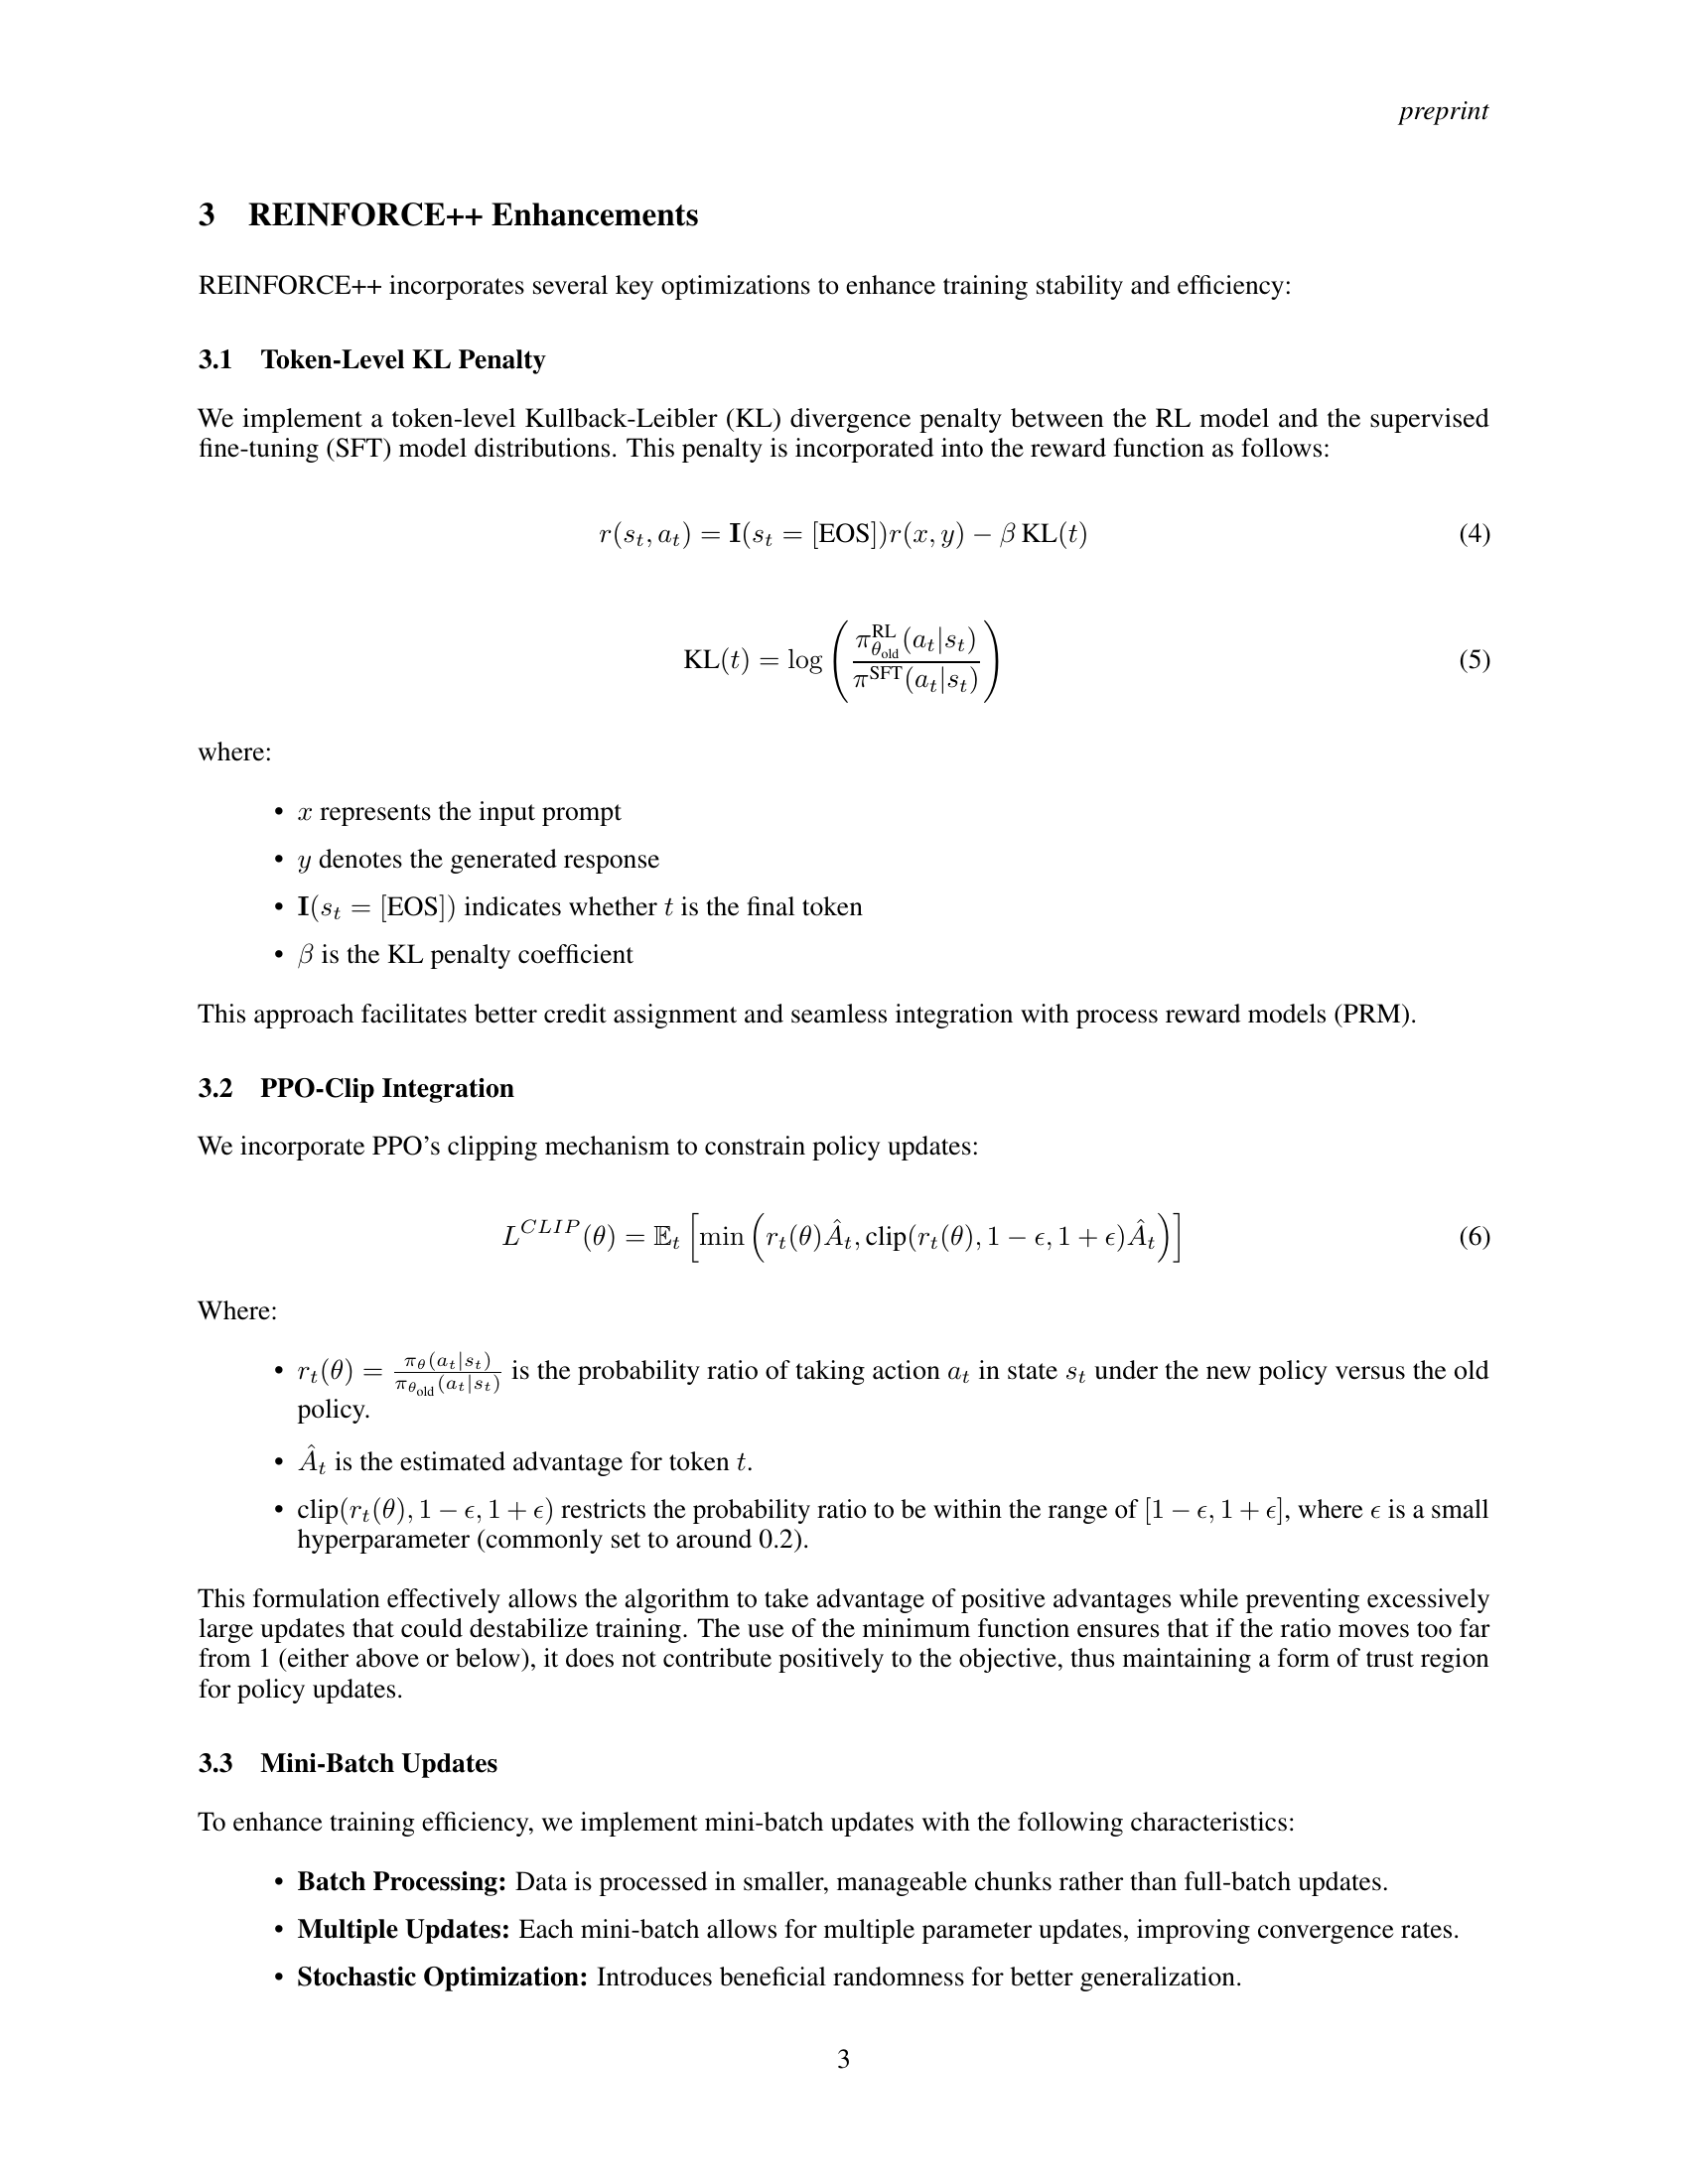 preprint
3 REINFORCE++ Enhancements
REINFORCE++ incorporates several key optimizations to enhance training stability and efficiency:
3.1 Token-Level KL Penalty
We implement a token-level Kullback-Leibler (KL) divergence penalty between the RL model and the supervised
fine-tuning (SFT) model distributions. This penalty is incorporated into the reward function as follows:
$r(s_t, a_t) = \mathbf{I}(s_t = [\text{EOS}])r(x, y) - \beta \, \text{KL}(t)$ (4)
$\text{KL}(t) = \log \left( \frac{\pi^{\text{RL}}_{\theta_{\text{old}}}(a_t|s_t)}{\pi^{\text{SFT}}(a_t|s_t)} \right)$ (5)
where:
• $x$ represents the input prompt
• $y$ denotes the generated response
• $\mathbf{I}(s_t = [\text{EOS}])$ indicates whether $t$ is the final token
• $\beta$ is the KL penalty coefficient
This approach facilitates better credit assignment and seamless integration with process reward models (PRM).
3.2 PPO-Clip Integration
We incorporate PPO's clipping mechanism to constrain policy updates:
$L^{CLIP}(\theta) = \mathbb{E}_t \left[ \min \left( r_t(\theta) \hat{A}_t, \text{clip}(r_t(\theta), 1 - \epsilon, 1 + \epsilon) \hat{A}_t \right) \right]$ (6)
Where:
• $r_t(\theta) = \frac{\pi_\theta(a_t|s_t)}{\pi_{\theta_{\text{old}}}(a_t|s_t)}$ is the probability ratio of taking action $a_t$ in state $s_t$ under the new policy versus the old
policy.
• $\hat{A}_t$ is the estimated advantage for token $t$.
• $\text{clip}(r_t(\theta), 1 - \epsilon, 1 + \epsilon)$ restricts the probability ratio to be within the range of $[1 - \epsilon, 1 + \epsilon]$, where $\epsilon$ is a small
hyperparameter (commonly set to around 0.2).
This formulation effectively allows the algorithm to take advantage of positive advantages while preventing excessively
large updates that could destabilize training. The use of the minimum function ensures that if the ratio moves too far
from 1 (either above or below), it does not contribute positively to the objective, thus maintaining a form of trust region
for policy updates.
3.3 Mini-Batch Updates
To enhance training efficiency, we implement mini-batch updates with the following characteristics:
• Batch Processing: Data is processed in smaller, manageable chunks rather than full-batch updates.
• Multiple Updates: Each mini-batch allows for multiple parameter updates, improving convergence rates.
• Stochastic Optimization: Introduces beneficial randomness for better generalization.
3